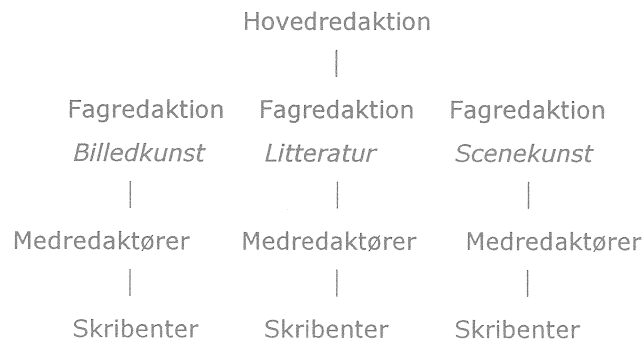 Hovedredaktion
Fagredaktion Fagredaktion Fagredaktion
Billedkunst Litteratur Scenekunst
Medredaktører Medredaktører Medredaktører
Skribenter Skribenter Skribenter